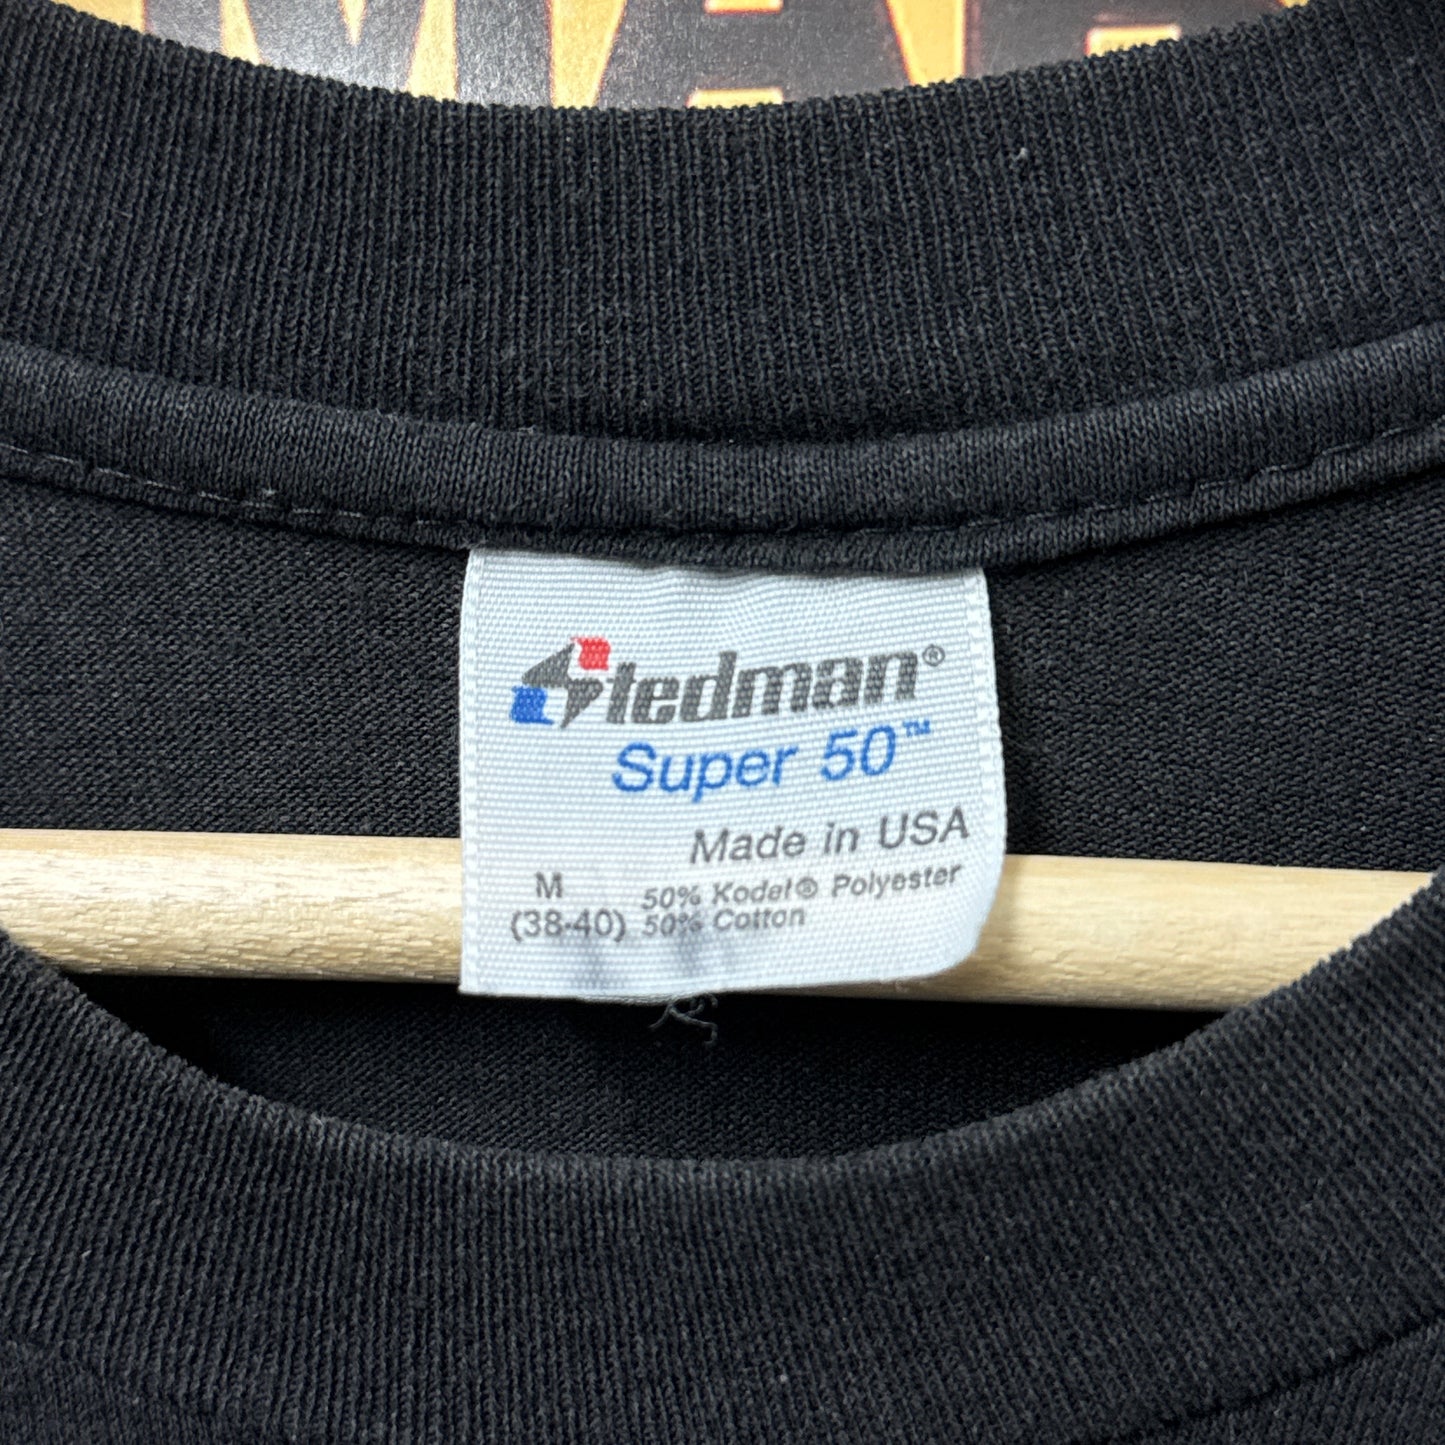 Stedman®
Super 50™
Made in USA
M 50% Kodel® Polyester
(38-40) 50% Cotton